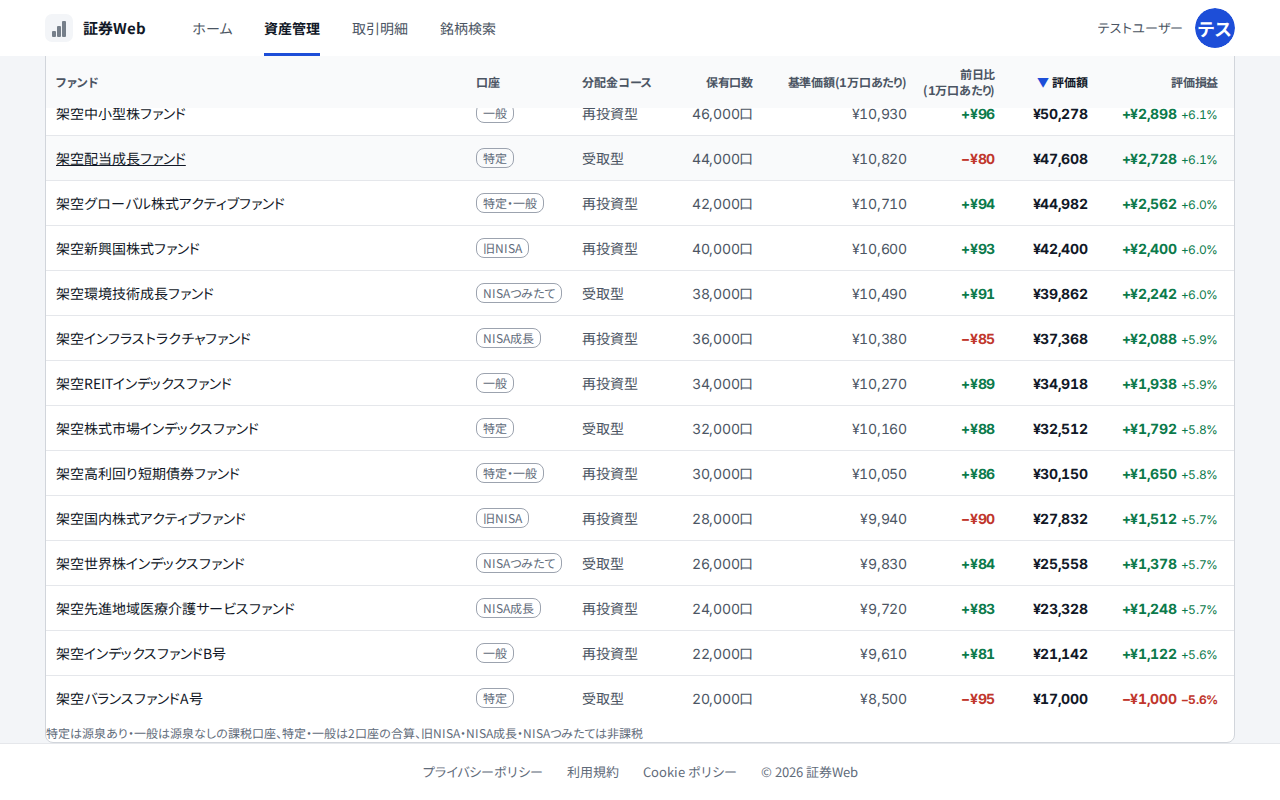 証券Web ホーム 資産管理 取引明細 銘柄検索 テストユーザー テス
ファンド 口座 分配金コース 保有口数 基準価額(1万口あたり) 前日比 (1万口あたり) ▼評価額 評価損益
架空中小型株ファンド 一般 再投資型 46,000口 ¥10,930 +¥96 ¥50,278 +¥2,898 +6.1%
架空配当成長ファンド 特定 受取型 44,000口 ¥10,820 −¥80 ¥47,608 +¥2,728 +6.1%
架空グローバル株式アクティブファンド 特定・一般 再投資型 42,000口 ¥10,710 +¥94 ¥44,982 +¥2,562 +6.0%
架空新興国株式ファンド 旧NISA 再投資型 40,000口 ¥10,600 +¥93 ¥42,400 +¥2,400 +6.0%
架空環境技術成長ファンド NISAつみたて 受取型 38,000口 ¥10,490 +¥91 ¥39,862 +¥2,242 +6.0%
架空インフラストラクチャファンド NISA成長 再投資型 36,000口 ¥10,380 −¥85 ¥37,368 +¥2,088 +5.9%
架空REITインデックスファンド 一般 再投資型 34,000口 ¥10,270 +¥89 ¥34,918 +¥1,938 +5.9%
架空株式市場インデックスファンド 特定 受取型 32,000口 ¥10,160 +¥88 ¥32,512 +¥1,792 +5.8%
架空高利回り短期債券ファンド 特定・一般 再投資型 30,000口 ¥10,050 +¥86 ¥30,150 +¥1,650 +5.8%
架空国内株式アクティブファンド 旧NISA 再投資型 28,000口 ¥9,940 −¥90 ¥27,832 +¥1,512 +5.7%
架空世界株インデックスファンド NISAつみたて 受取型 26,000口 ¥9,830 +¥84 ¥25,558 +¥1,378 +5.7%
架空先進地域医療介護サービスファンド NISA成長 再投資型 24,000口 ¥9,720 +¥83 ¥23,328 +¥1,248 +5.7%
架空インデックスファンドB号 一般 再投資型 22,000口 ¥9,610 +¥81 ¥21,142 +¥1,122 +5.6%
架空バランスファンドA号 特定 受取型 20,000口 ¥8,500 −¥95 ¥17,000 −¥1,000 −5.6%
特定は源泉あり・一般は源泉なしの課税口座、特定・一般は2口座の合算、旧NISA・NISA成長・NISAつみたては非課税
プライバシーポリシー 利用規約 Cookie ポリシー © 2026 証券Web